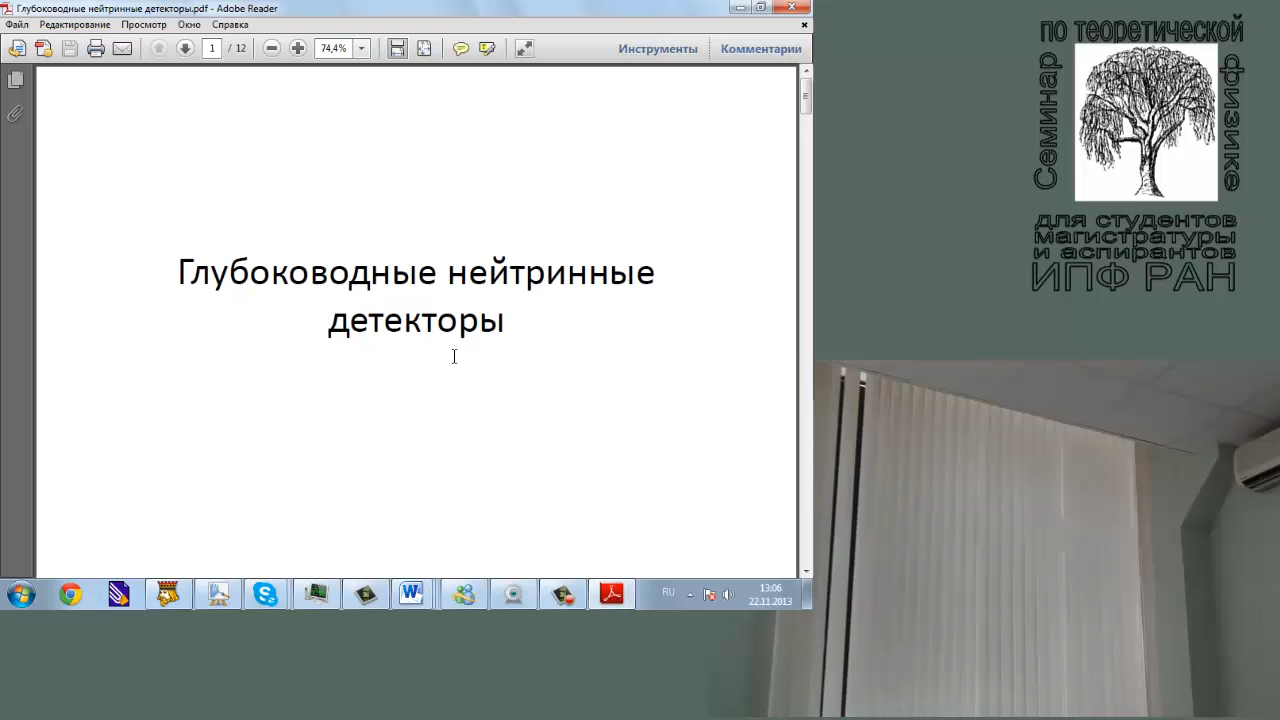 Глубоководные нейтринные детекторы.pdf - Adobe Reader
Файл Редактирование Просмотр Окно Справка
1 / 12 74,4% Инструменты Комментарии
Глубоководные нейтринные
детекторы
RU 13:06
22.11.2013
по теоретической
Семинар
физике
для студентов
магистратуры
и аспирантов
ИПФ РАН